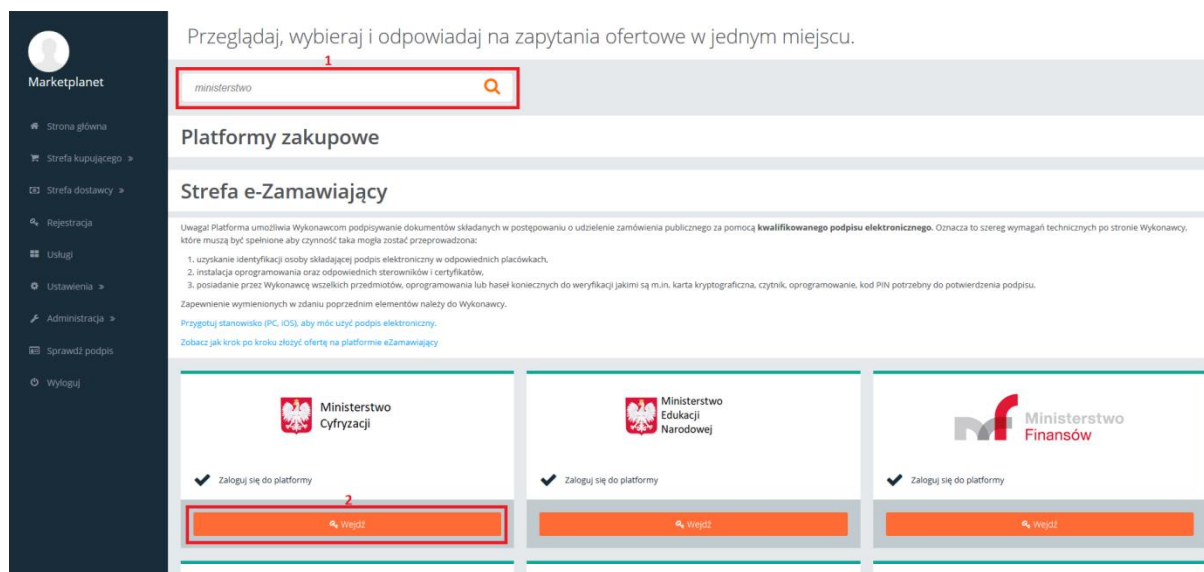 Przeglądaj, wybieraj i odpowiadaj na zapytania ofertowe w jednym miejscu.
1
ministerstwo
Marketplanet
Strona główna
Strefa kupującego »
Strefa dostawcy »
Rejestracja
Usługi
Ustawienia »
Administracja »
Sprawdź podpis
Wyloguj
Platformy zakupowe
Strefa e-Zamawiający
Uwaga! Platforma umożliwia Wykonawcom podpisywanie dokumentów składanych w postępowaniu o udzielenie zamówienia publicznego za pomocą kwalifikowanego podpisu elektronicznego. Oznacza to szereg wymagań technicznych po stronie Wykonawcy,
które muszą być spełnione aby czynność taka mogła zostać przeprowadzona:
1. uzyskanie identyfikacji osoby składającej podpis elektroniczny w odpowiednich placówkach,
2. instalacja oprogramowania oraz odpowiednich sterowników i certyfikatów,
3. posiadanie przez Wykonawcę wszelkich przedmiotów, oprogramowania lub haseł koniecznych do weryfikacji jakimi są m.in. karta kryptograficzna, czytnik, oprogramowanie, kod PIN potrzebny do potwierdzenia podpisu.
Zapewnienie wymienionych w zdaniu poprzednim elementów należy do Wykonawcy.
Przygotuj stanowisko (PC, iOS), aby móc użyć podpis elektroniczny.
Zobacz jak krok po kroku złożyć ofertę na platformie eZamawiający
Ministerstwo
Cyfryzacji
Zaloguj się do platformy
2
Wejdź
Ministerstwo
Edukacji
Narodowej
Zaloguj się do platformy
Wejdź
Ministerstwo
Finansów
Zaloguj się do platformy
Wejdź